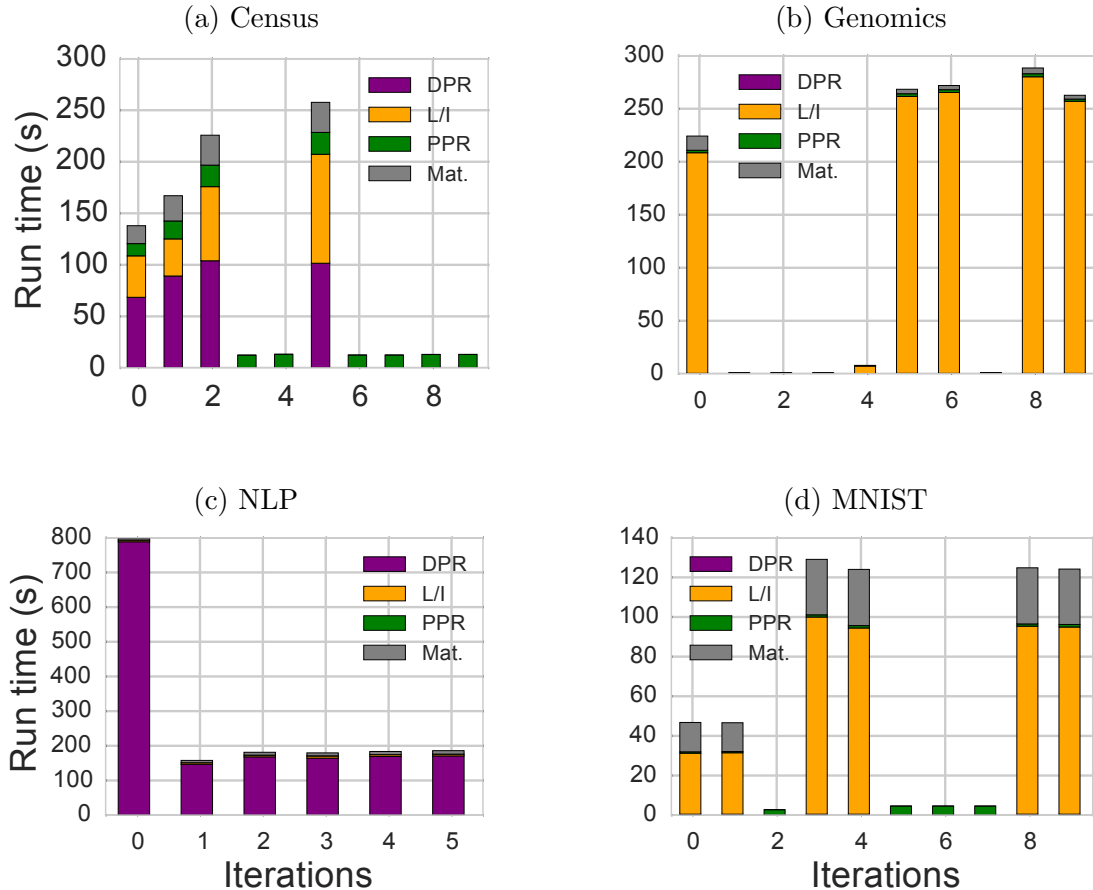 (a) Census
300
250
200
150
100
50
0
Run time (s)
DPR
L/I
PPR
Mat.
0 2 4 6 8
(b) Genomics
300
250
200
150
100
50
0
DPR
L/I
PPR
Mat.
0 2 4 6 8
(c) NLP
800
700
600
500
400
300
200
100
0
Run time (s)
DPR
L/I
PPR
Mat.
0 1 2 3 4 5
Iterations
(d) MNIST
140
120
100
80
60
40
20
0
DPR
L/I
PPR
Mat.
0 2 4 6 8
Iterations